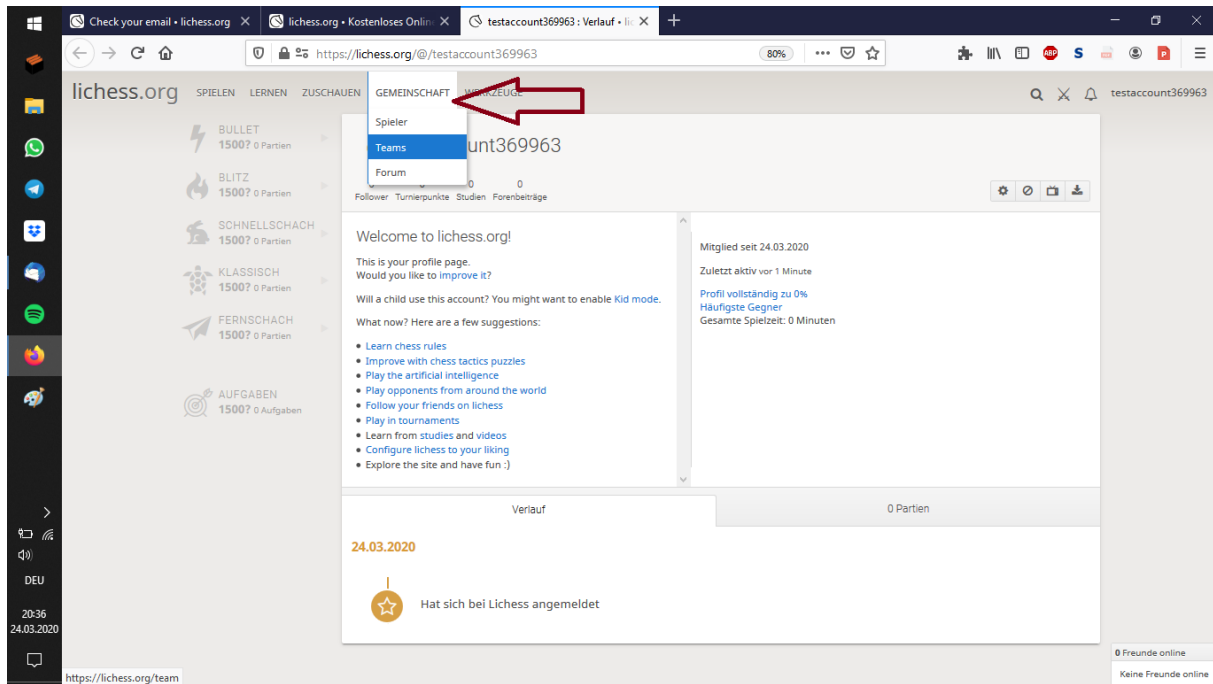 Check your email • lichess.org
lichess.org • Kostenloses Onlin
testaccount369963 : Verlauf • lic
https://lichess.org/@/testaccount369963
80%
ABP
S
P
lichess.org
SPIELEN
LERNEN
ZUSCHAUEN
GEMEINSCHAFT
WERKZEUGE
testaccount369963
Spieler
Teams
Forum
unt369963
BULLET
1500? 0 Partien
BLITZ
1500? 0 Partien
SCHNELLSCHACH
1500? 0 Partien
KLASSISCH
1500? 0 Partien
FERNSCHACH
1500? 0 Partien
AUFGABEN
1500? 0 Aufgaben
0 0
Follower Turnierpunkte Studien Forenbeiträge
Welcome to lichess.org!
This is your profile page.
Would you like to improve it?
Will a child use this account? You might want to enable Kid mode.
What now? Here are a few suggestions:
• Learn chess rules
• Improve with chess tactics puzzles
• Play the artificial intelligence
• Play opponents from around the world
• Follow your friends on lichess
• Play in tournaments
• Learn from studies and videos
• Configure lichess to your liking
• Explore the site and have fun :)
Mitglied seit 24.03.2020
Zuletzt aktiv vor 1 Minute
Profil vollständig zu 0%
Häufigste Gegner
Gesamte Spielzeit: 0 Minuten
Verlauf
0 Partien
24.03.2020
Hat sich bei Lichess angemeldet
DEU
20:36
24.03.2020
0 Freunde online
Keine Freunde online
https://lichess.org/team